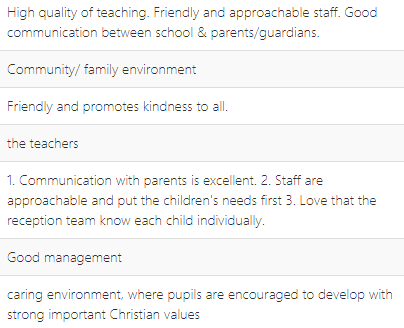 High quality of teaching. Friendly and approachable staff. Good
communication between school & parents/guardians.
Community/ family environment
Friendly and promotes kindness to all.
the teachers
1. Communication with parents is excellent. 2. Staff are
approachable and put the children's needs first 3. Love that the
reception team know each child individually.
Good management
caring environment, where pupils are encouraged to develop with
strong important Christian values